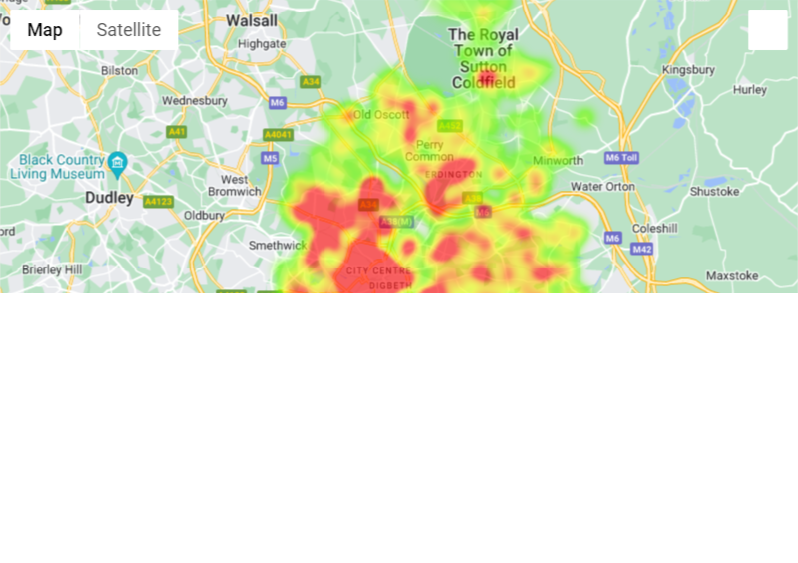 Walsall
Map
Satellite
Highgate
The Royal
Town of
Sutton
Coldfield
Bilston
A34
Kingsbury
Hurley
Wednesbury
M6
Old Oscott
A452
A41
A4041
Perry
Common
M5
Minworth
M6 Toll
Black Country
Living Museum
ERDINGTON
West
Bromwich
Water Orton
Shustoke
Dudley
A4123
A34
A38
Oldbury
A38(M)
M6
Coleshill
Smethwick
M6
M42
Brierley Hill
CITY CENTRE
Maxstoke
DIGBETH